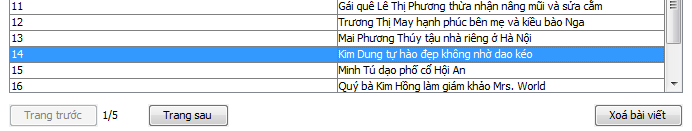 11 Gái quê Lê Thị Phương thừa nhận nâng mũi và sửa cằm
12 Trương Thị May hạnh phúc bên mẹ và kiều bào Nga
13 Mai Phương Thúy tậu nhà riêng ở Hà Nội
14 Kim Dung tự hào đẹp không nhờ dao kéo
15 Minh Tú dạo phố cổ Hội An
16 Quý bà Kim Hồng làm giám khảo Mrs. World
Trang trước 1/5 Trang sau Xoá bài viết